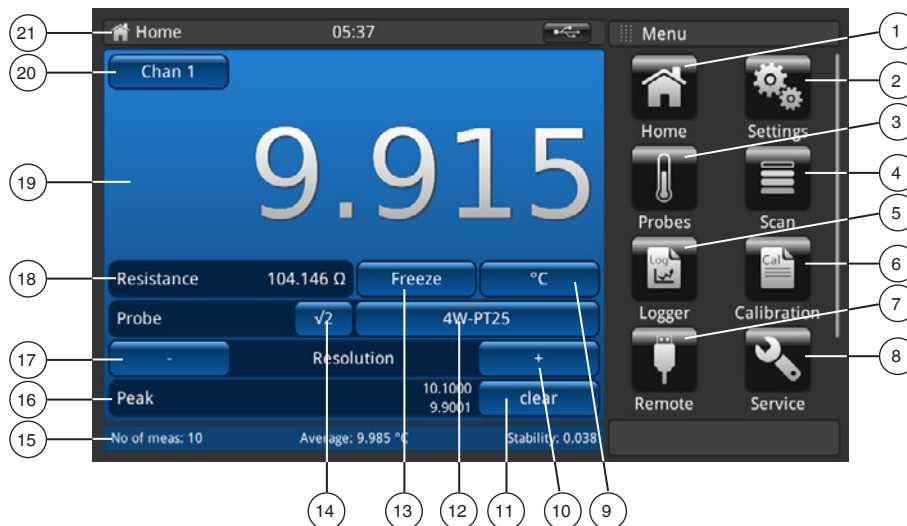 21 Home 05:37 Menu 1
20 Chan 1 2
Home Settings
3
9.915
19 4
Probes Scan
5
18 Resistance 104.146 Ω Freeze °C Log Cal 6
Logger Calibration
Probe √2 4W-PT25 7
17 - Resolution + 8
16 Peak 10.1000 clear
9.9001
Remote Service
15 No of meas: 10 Average: 9.985 °C Stability: 0.038
14 13 12 11 10 9